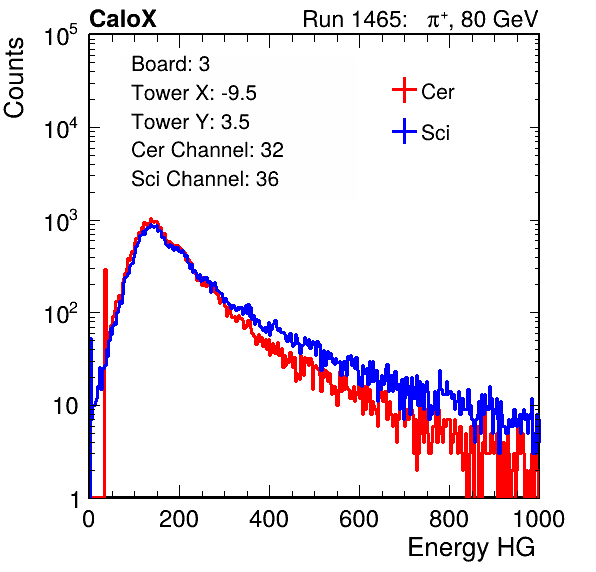 CaloX Run 1465: π⁺, 80 GeV
Counts
10⁵
10⁴
10³
10²
10
1
Board: 3
Tower X: -9.5
Tower Y: 3.5
Cer Channel: 32
Sci Channel: 36
Cer
Sci
0 200 400 600 800 1000
Energy HG